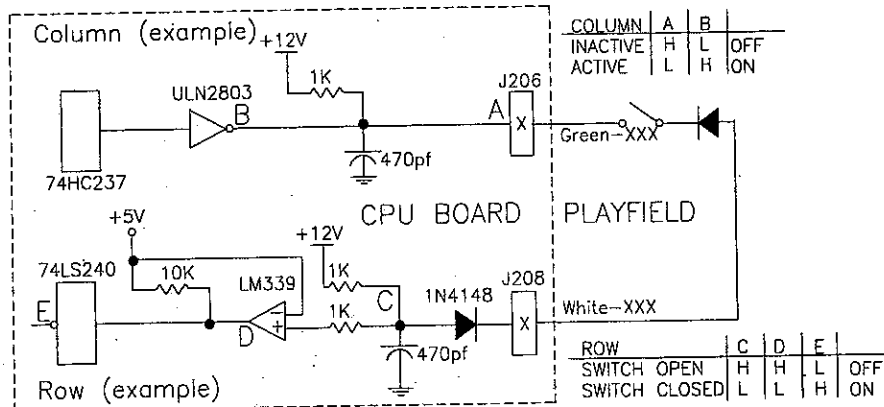 Column (example)
+12V
1K
ULN2803
B
74HC237
470pf
J206
A
X
Green-XXX
COLUMN A B
INACTIVE H L OFF
ACTIVE L H ON
CPU BOARD PLAYFIELD
+5V
74LS240
10K
LM339
+12V
1K
1K
C
1N4148
J208
X
White-XXX
E
D
-
+
470pf
Row (example)
ROW C D E
SWITCH OPEN H H L OFF
SWITCH CLOSED L L H ON